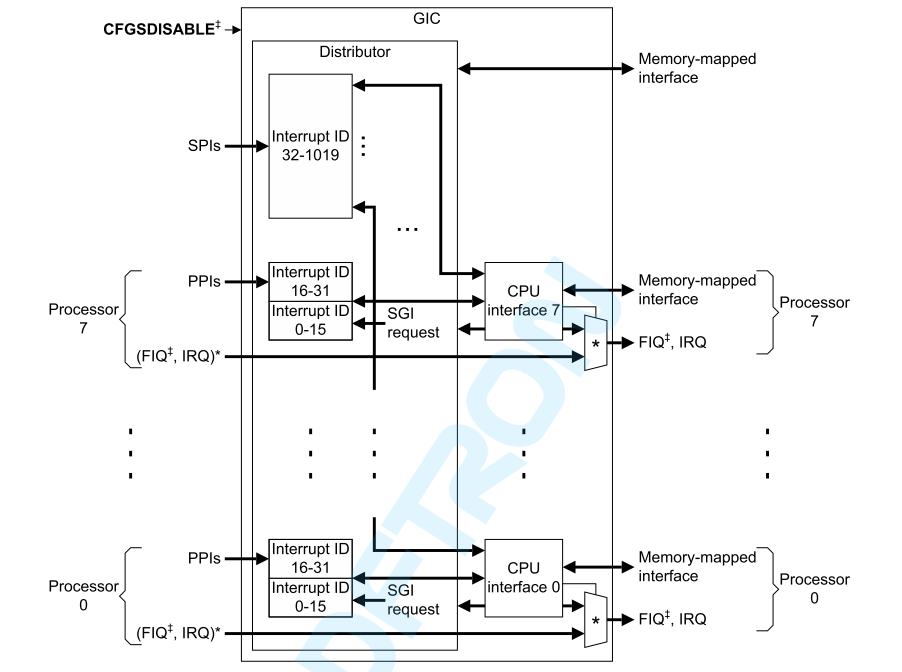 GIC
CFGSDISABLE‡
Distributor
Memory-mapped
interface
SPIs
Interrupt ID
32-1019
...
PPIs
Interrupt ID
16-31
Interrupt ID
0-15
SGI
request
CPU
interface 7
Memory-mapped
interface
Processor
7
Processor
7
(FIQ‡, IRQ)*
*
FIQ‡, IRQ
PPIs
Interrupt ID
16-31
Interrupt ID
0-15
SGI
request
CPU
interface 0
Memory-mapped
interface
Processor
0
Processor
0
(FIQ‡, IRQ)*
*
FIQ‡, IRQ
DFTRON